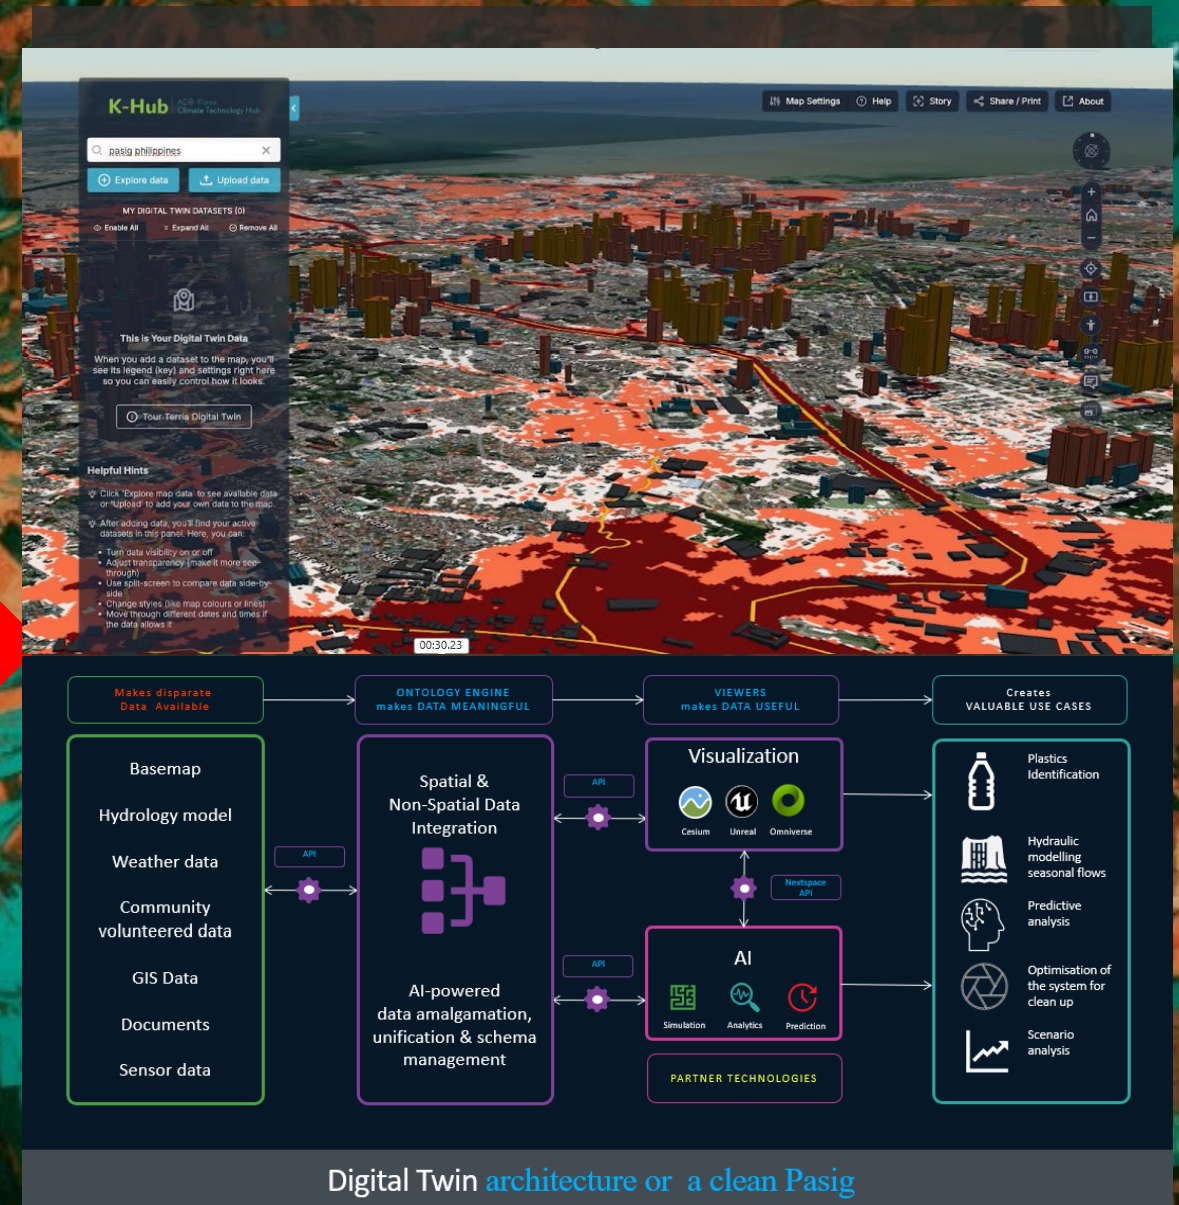 K-Hub
ADB Korea
Climate Technology Hub
pasig philippines
Explore data
Upload data
MY DIGITAL TWIN DATASETS (0)
Enable All
Expand All
Remove All
This is Your Digital Twin Data
When you add a dataset to the map, you'll
see its legend (key) and settings right here
so you can easily control how it looks.
Tour Terria Digital Twin
Helpful Hints
Click 'Explore map data' to see available data
or 'Upload' to add your own data to the map.
After adding data, you'll find your active
datasets in this panel. Here, you can:
• Turn data visibility on or off
• Adjust transparency (make it more see-
through)
• Use split-screen to compare data side-by-
side
• Change styles (like map colours or lines)
• Move through different dates and times if
the data allows it
Map Settings
Help
Story
Share / Print
About
00:30.23
Makes disparate
Data Available
ONTOLOGY ENGINE
makes DATA MEANINGFUL
VIEWERS
makes DATA USEFUL
Creates
VALUABLE USE CASES
Basemap
Hydrology model
Weather data
Community
volunteered data
GIS Data
Documents
Sensor data
API
Spatial &
Non-Spatial Data
Integration
AI-powered
data amalgamation,
unification & schema
management
API
API
Visualization
Cesium
Unreal
Omniverse
Nextspace
API
AI
Simulation
Analytics
Prediction
PARTNER TECHNOLOGIES
Plastics
Identification
Hydraulic
modelling
seasonal flows
Predictive
analysis
Optimisation of
the system for
clean up
Scenario
analysis
Digital Twin architecture or a clean Pasig